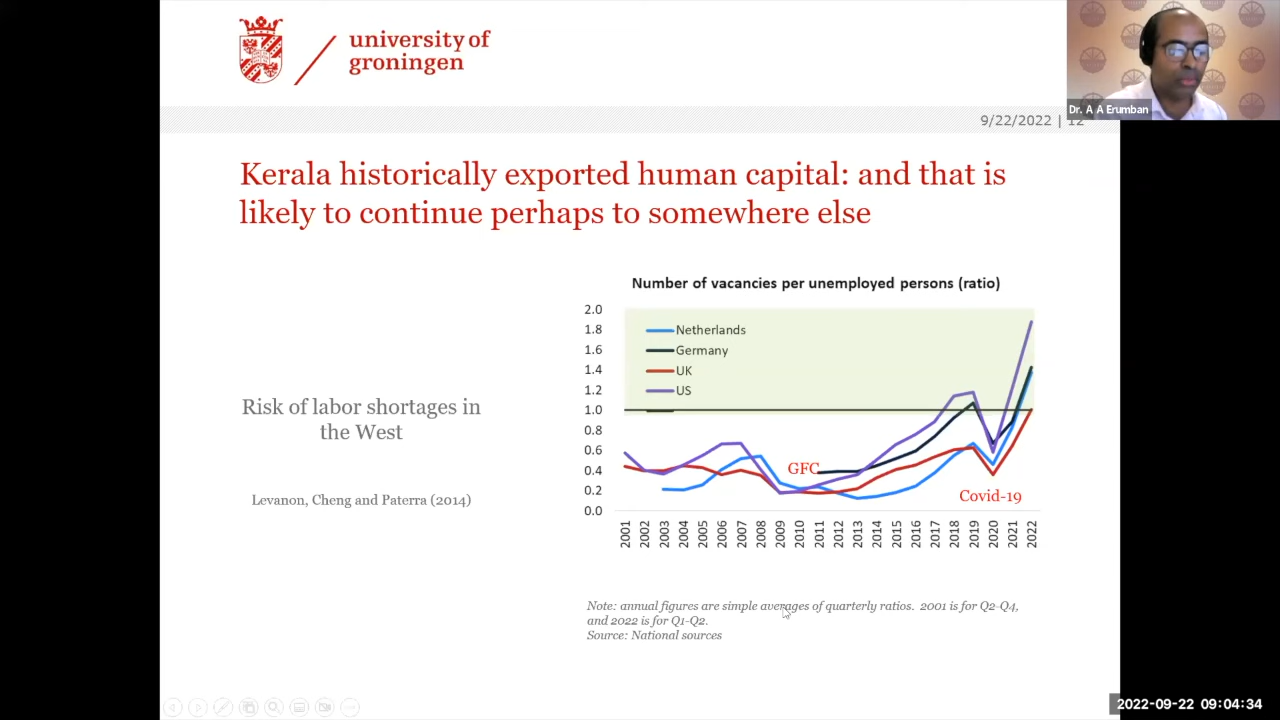 university of
groningen
Dr. A A Erumban
9/22/2022 | 12
Kerala historically exported human capital: and that is
likely to continue perhaps to somewhere else
Risk of labor shortages in
the West
Levanon, Cheng and Paterra (2014)
Number of vacancies per unemployed persons (ratio)
2.0
1.8
1.6
1.4
1.2
1.0
0.8
0.6
0.4
0.2
0.0
Netherlands
Germany
UK
US
GFC
Covid-19
2001
2002
2003
2004
2005
2006
2007
2008
2009
2010
2011
2012
2013
2014
2015
2016
2017
2018
2019
2020
2021
2022
Note: annual figures are simple averages of quarterly ratios. 2001 is for Q2-Q4,
and 2022 is for Q1-Q2.
Source: National sources
2022-09-22 09:04:34